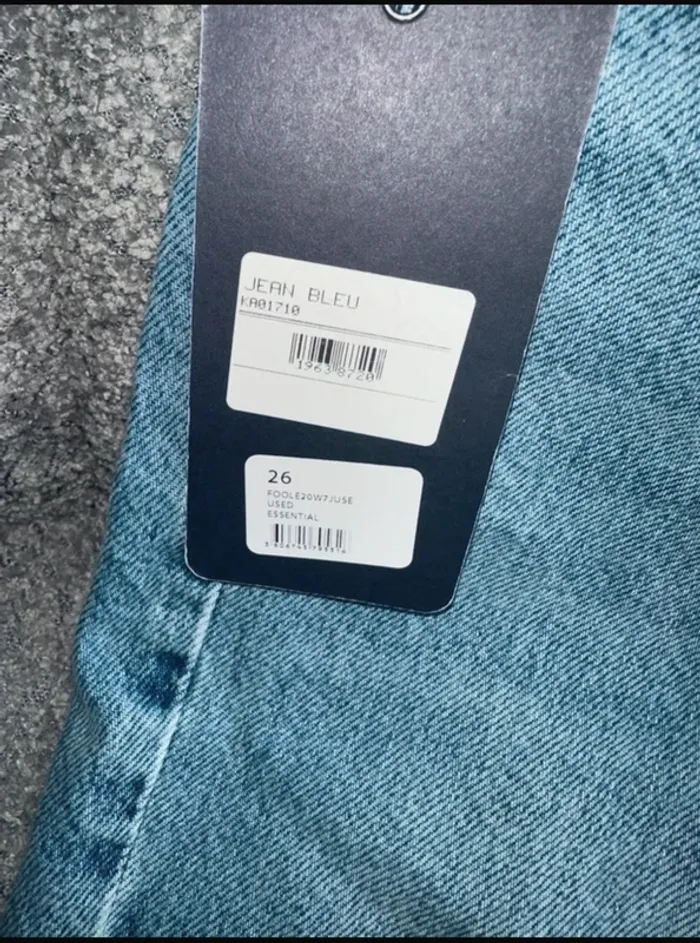 JEAN BLEU
KA01710
1963 8720
26
FOOLE20W7JUSE
USED
ESSENTIAL